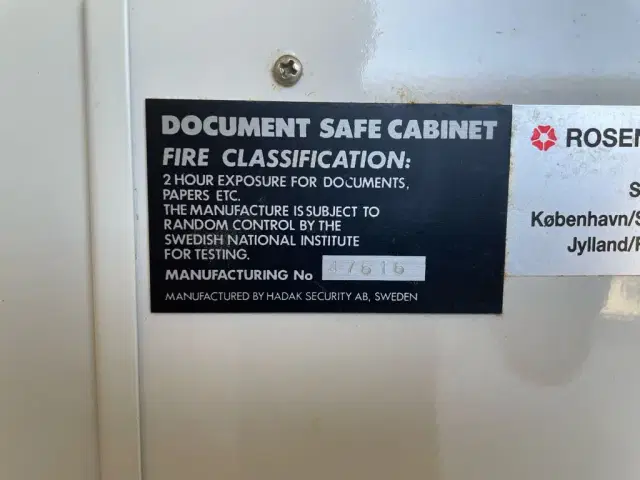 DOCUMENT SAFE CABINET
FIRE CLASSIFICATION:
2 HOUR EXPOSURE FOR DOCUMENTS,
PAPERS ETC.
THE MANUFACTURE IS SUBJECT TO
RANDOM CONTROL BY THE
SWEDISH NATIONAL INSTITUTE
FOR TESTING.
MANUFACTURING No 47616
MANUFACTURED BY HADAK SECURITY AB, SWEDEN
ROSEN
S
København/S
Jylland/F